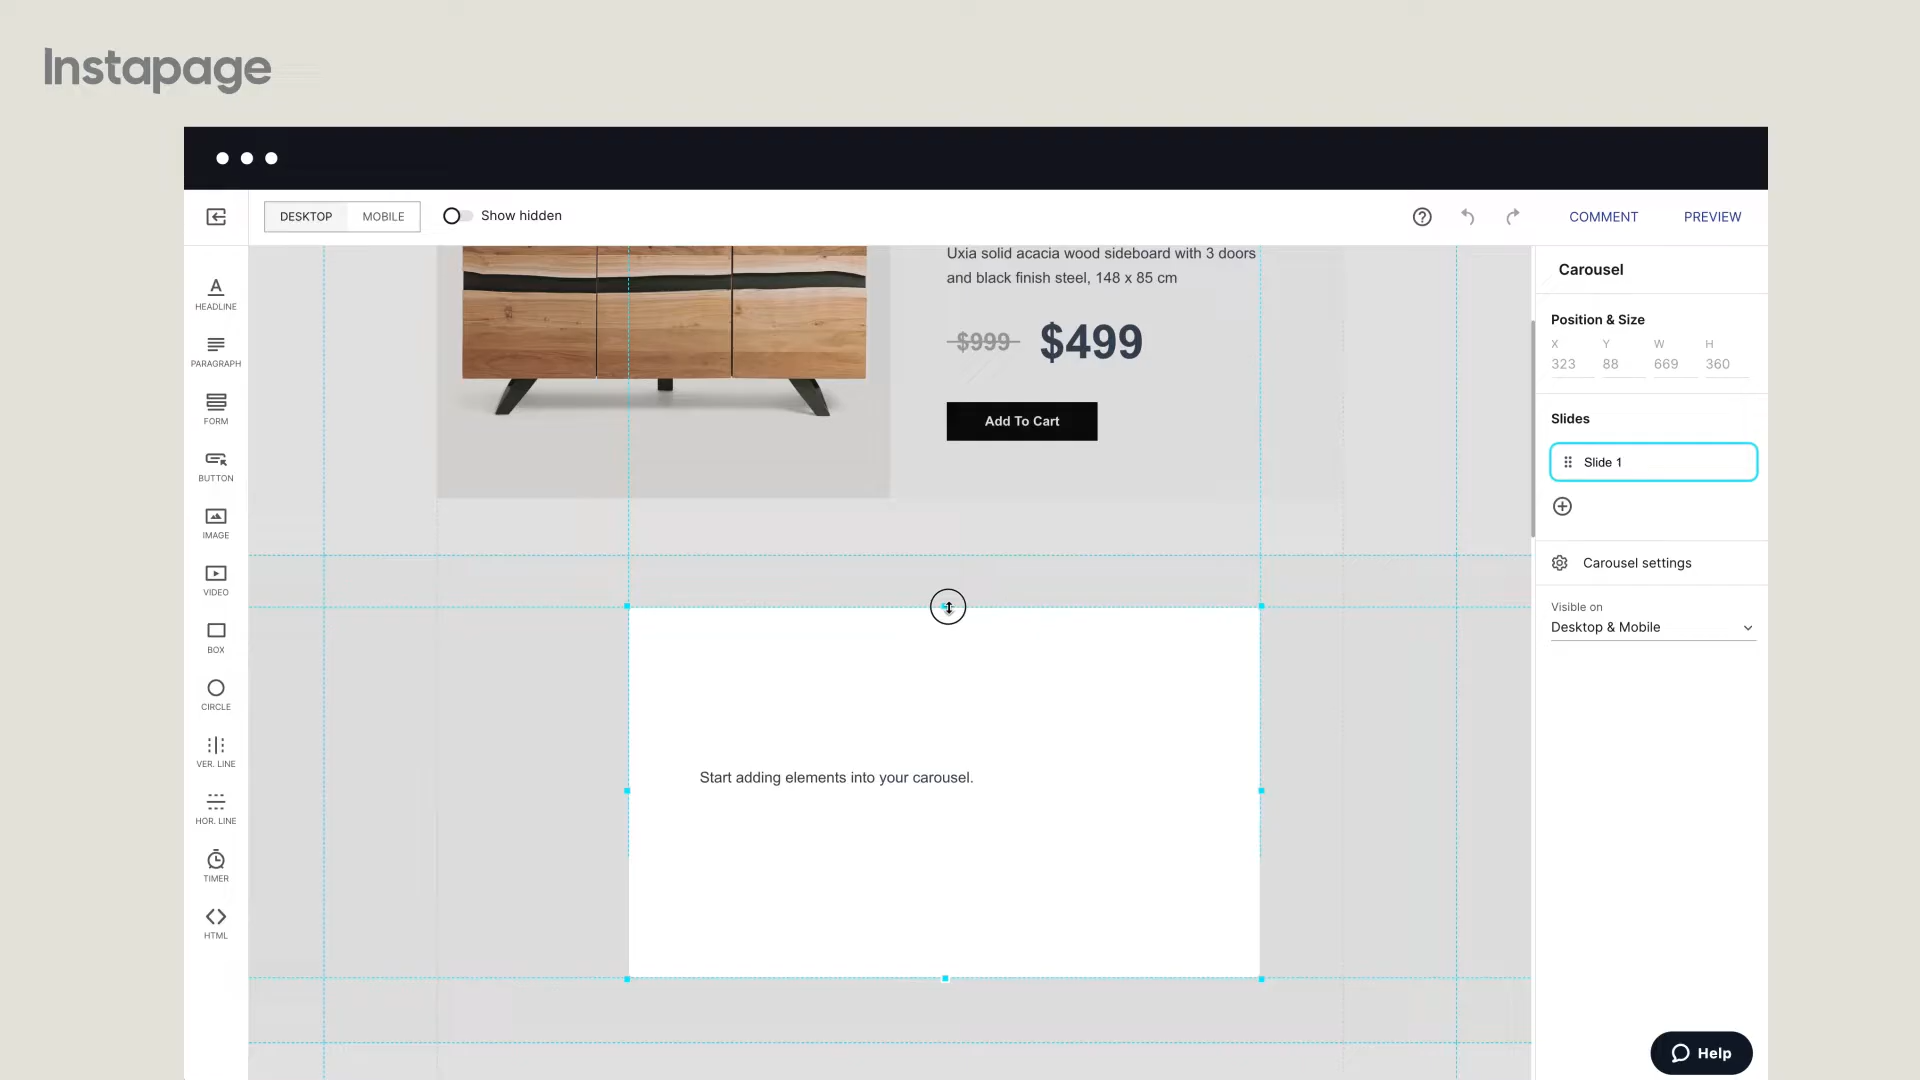 Instapage
DESKTOP
MOBILE
Show hidden
COMMENT
PREVIEW
HEADLINE
PARAGRAPH
FORM
BUTTON
IMAGE
VIDEO
BOX
CIRCLE
VER. LINE
HOR. LINE
TIMER
HTML
Uxia solid acacia wood sideboard with 3 doors
and black finish steel, 148 x 85 cm
$999 $499
Add To Cart
Start adding elements into your carousel.
Carousel
Position & Size
X Y W H
323 88 669 360
Slides
Slide 1
Carousel settings
Visible on
Desktop & Mobile
Help